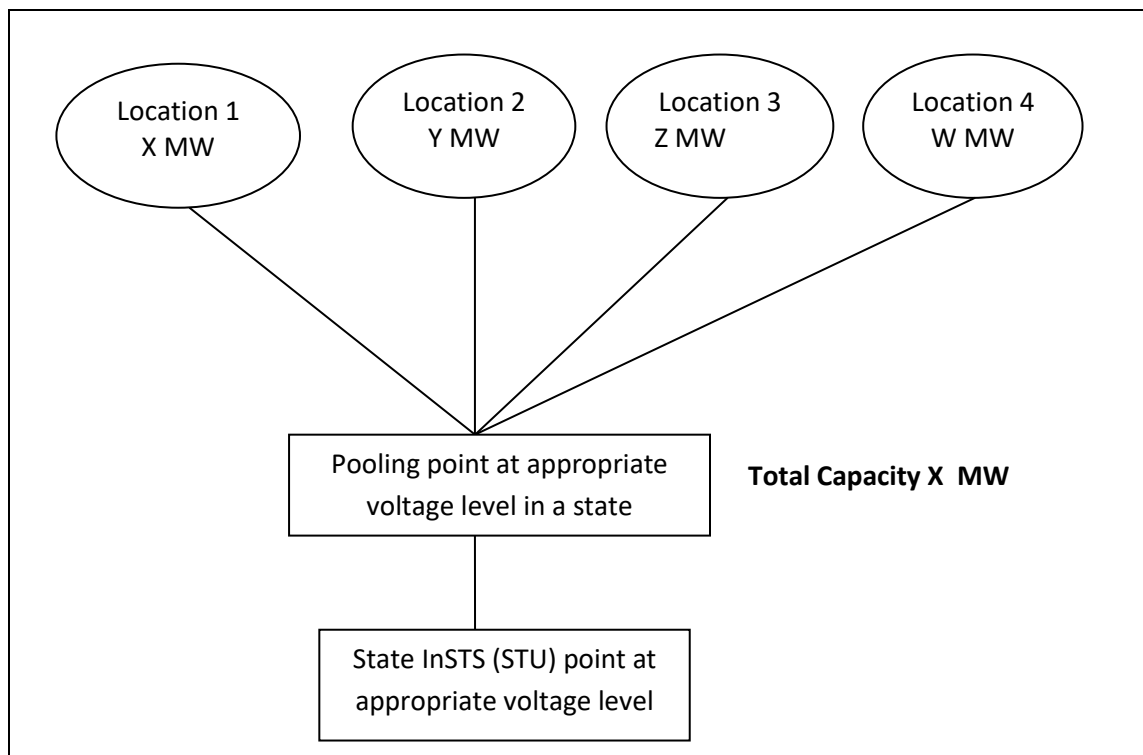 Location 1
X MW
Location 2
Y MW
Location 3
Z MW
Location 4
W MW
Pooling point at appropriate
voltage level in a state
Total Capacity X  MW
State InSTS (STU) point at
appropriate voltage level